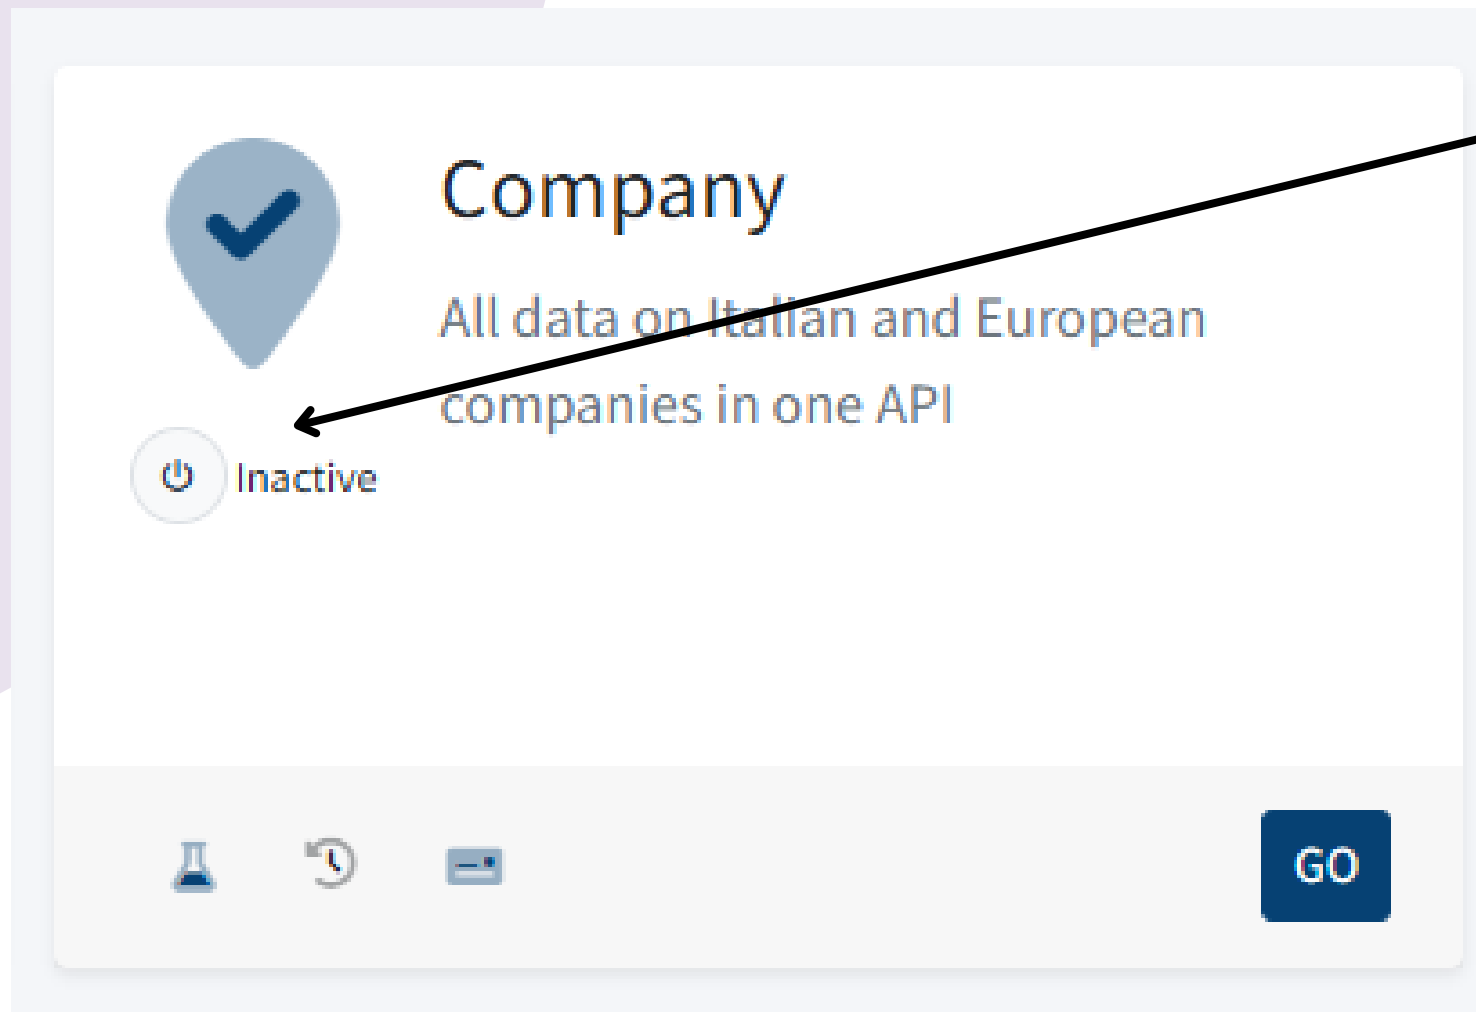 Company
All data on Italian and European
companies in one API
Inactive
GO